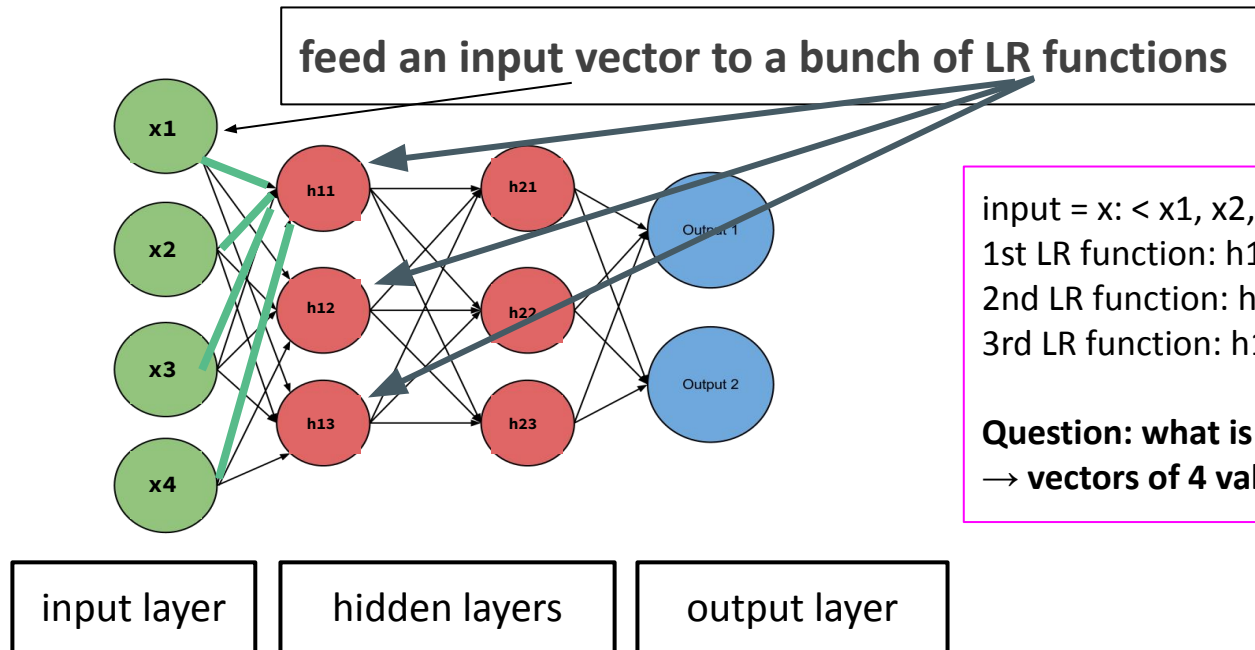 feed an input vector to a bunch of LR functions
x1
x2
x3
x4
h11
h12
h13
h21
h22
h23
Output 1
Output 2
input = x: < x1, x2,
1st LR function: h1
2nd LR function: h
3rd LR function: h1
Question: what is
→ vectors of 4 val
input layer
hidden layers
output layer